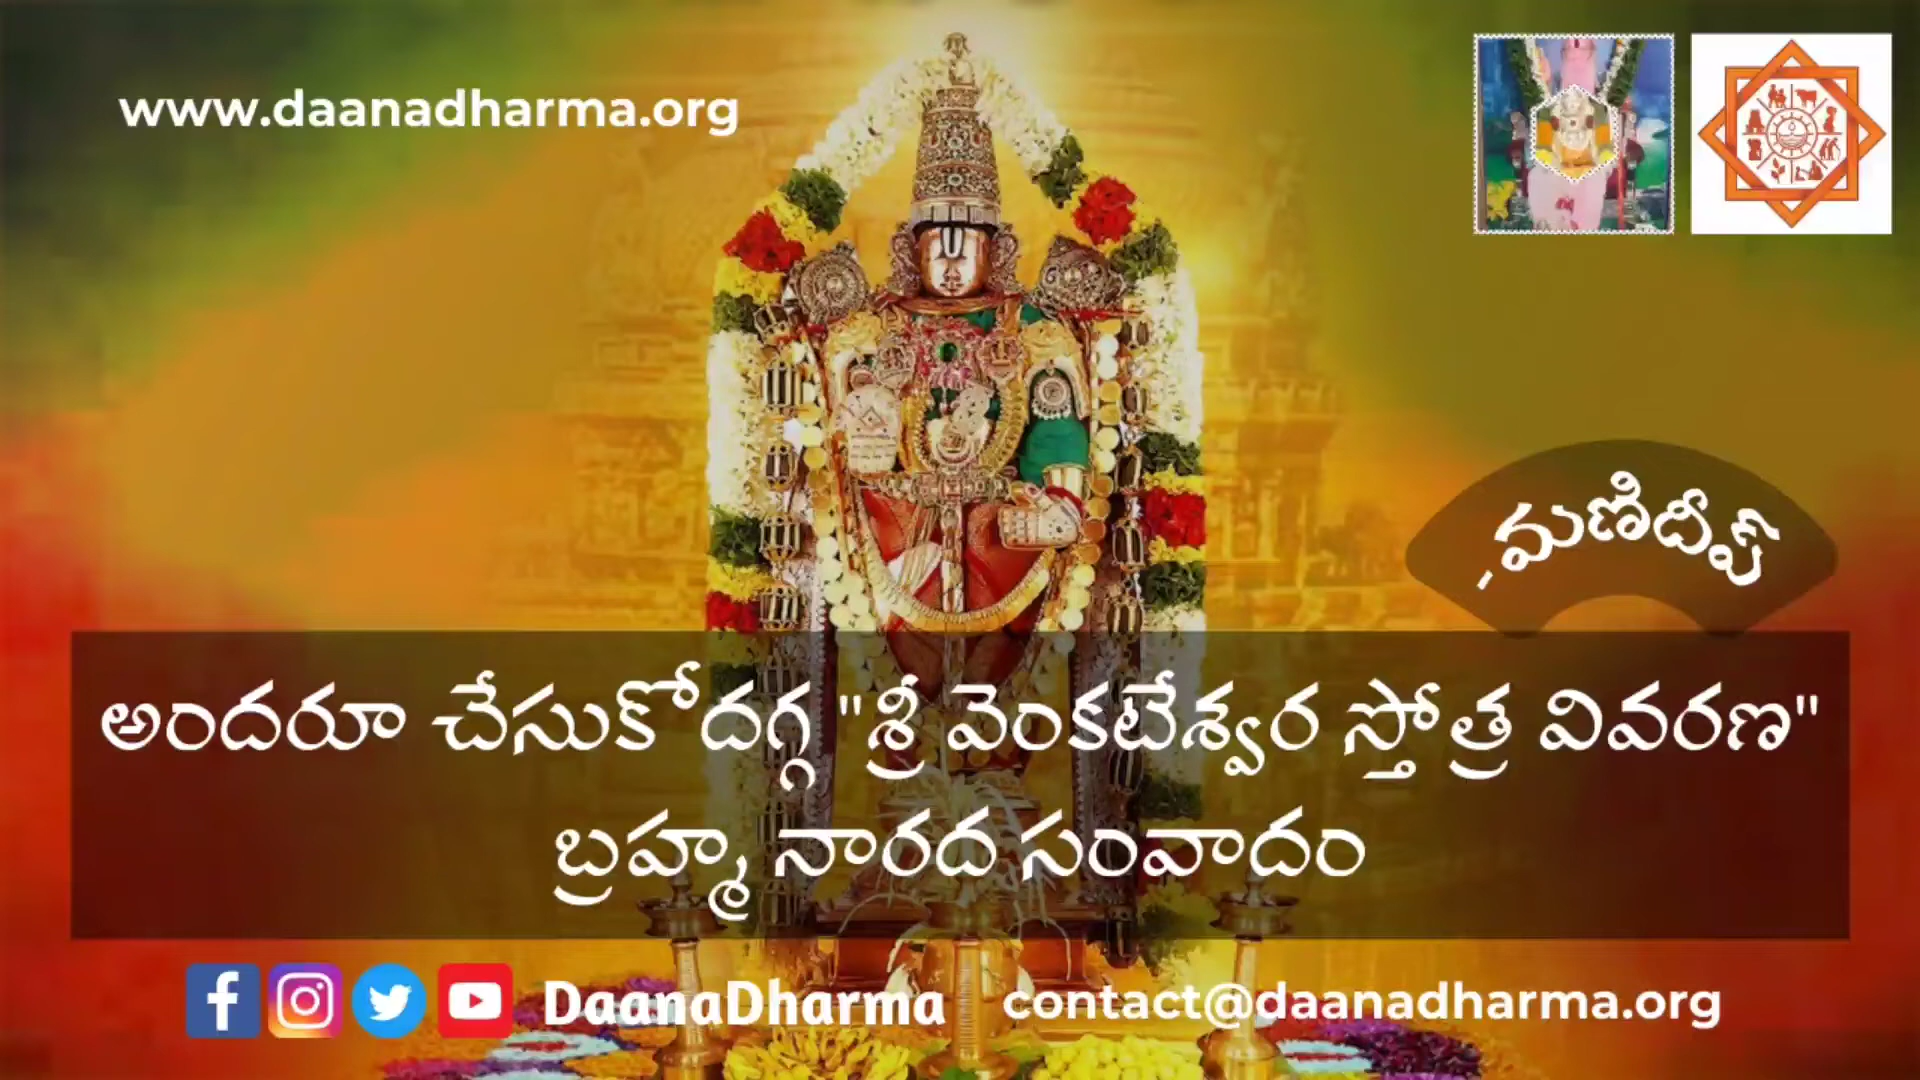 www.daanadharma.org
- మణిదీప్
అందరూ చేసుకోదగ్గ "శ్రీ వెంకటేశ్వర స్తోత్ర వివరణ"
బ్రహ్మ నారద సంవాదం
DaanaDharma contact@daanadharma.org